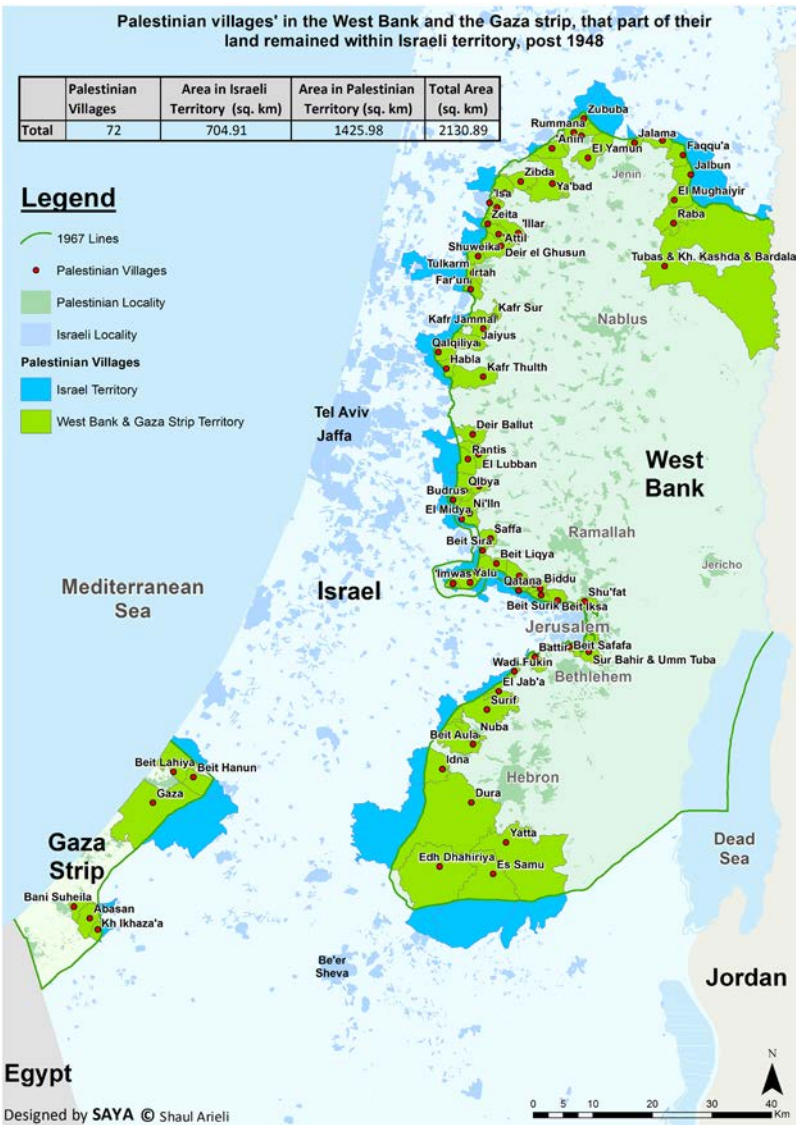 Palestinian villages' in the West Bank and the Gaza strip, that part of their
land remained within Israeli territory, post 1948
Palestinian Villages Area in Israeli Territory (sq. km) Area in Palestinian Territory (sq. km) Total Area (sq. km)
Total 72 704.91 1425.98 2130.89
Legend
1967 Lines
Palestinian Villages
Palestinian Locality
Israeli Locality
Palestinian Villages
Israel Territory
West Bank & Gaza Strip Territory
Zububa
Rummana
'Anin
Jalama
El Yamun
Faqqu'a
Jenin
Jalbun
Zibda
Ya'bad
El Mughaiyir
'Isa
Zeita
'Illar
Raba
Attil
Shuweika
Deir el Ghusun
Tulkarm
Irtah
Far'un
Tubas & Kh. Kashda & Bardala
Kafr Sur
Kafr Jammal
Jaiyus
Nablus
Qalqiliya
Habla
Kafr Thulth
Tel Aviv
Jaffa
Deir Ballut
Rantis
El Lubban
West
Bank
Qibya
Budrus
Ni'lin
El Midya
Saffa
Ramallah
Beit Sira
Beit Liqya
Jericho
Mediterranean
Sea
Israel
'Imwas
Yalu
Qatana
Biddu
Shu'fat
Beit Surik
Beit Iksa
Jerusalem
Battir
Beit Safafa
Wadi Fukin
Sur Bahir & Umm Tuba
El Jab'a
Bethlehem
Surif
Nuba
Beit Aula
Idna
Hebron
Beit Lahiya
Beit Hanun
Gaza
Dura
Yatta
Gaza
Strip
Dead
Sea
Edh Dhahiriya
Es Samu
Bani Suheila
Abasan
Kh Ikhaza'a
Be'er
Sheva
Jordan
Egypt
N
0 5 10 20 30 40
Km
Designed by SAYA © Shaul Arieli